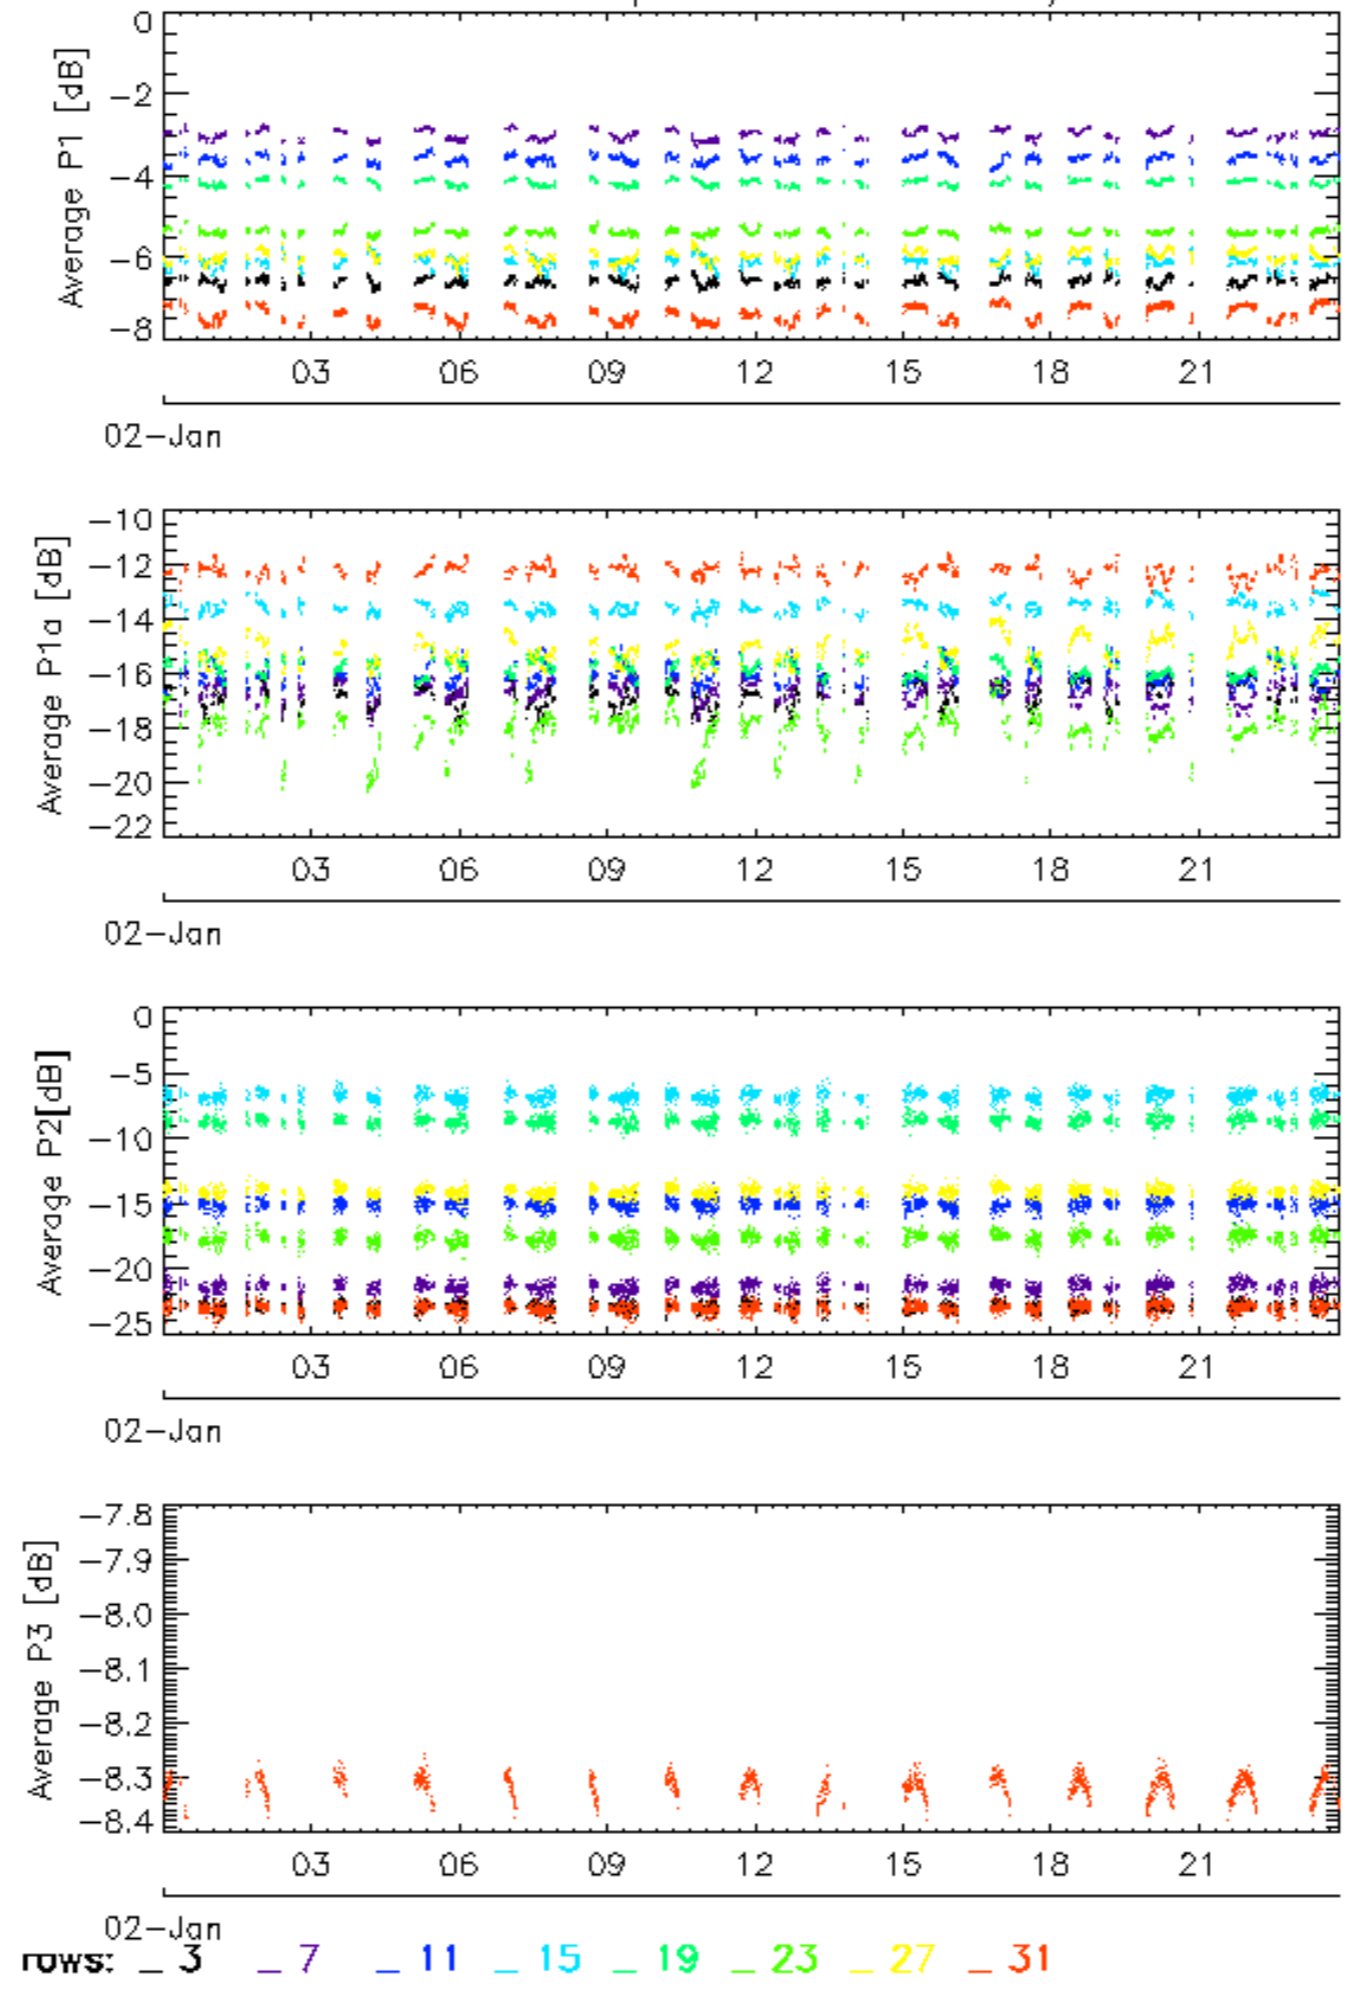 0
−2
−4
−6
−8
Average P1 [dB]
03 06 09 12 15 18 21
02−Jan
−10
−12
−14
−16
−18
−20
−22
Average P1a [dB]
03 06 09 12 15 18 21
02−Jan
0
−5
−10
−15
−20
−25
Average P2[dB]
03 06 09 12 15 18 21
02−Jan
−7.8
−7.9
−8.0
−8.1
−8.2
−8.3
−8.4
Average P3 [dB]
03 06 09 12 15 18 21
02−Jan
rows: _ 3 _ 7 _ 11 _ 15 _ 19 _ 23 _ 27 _ 31